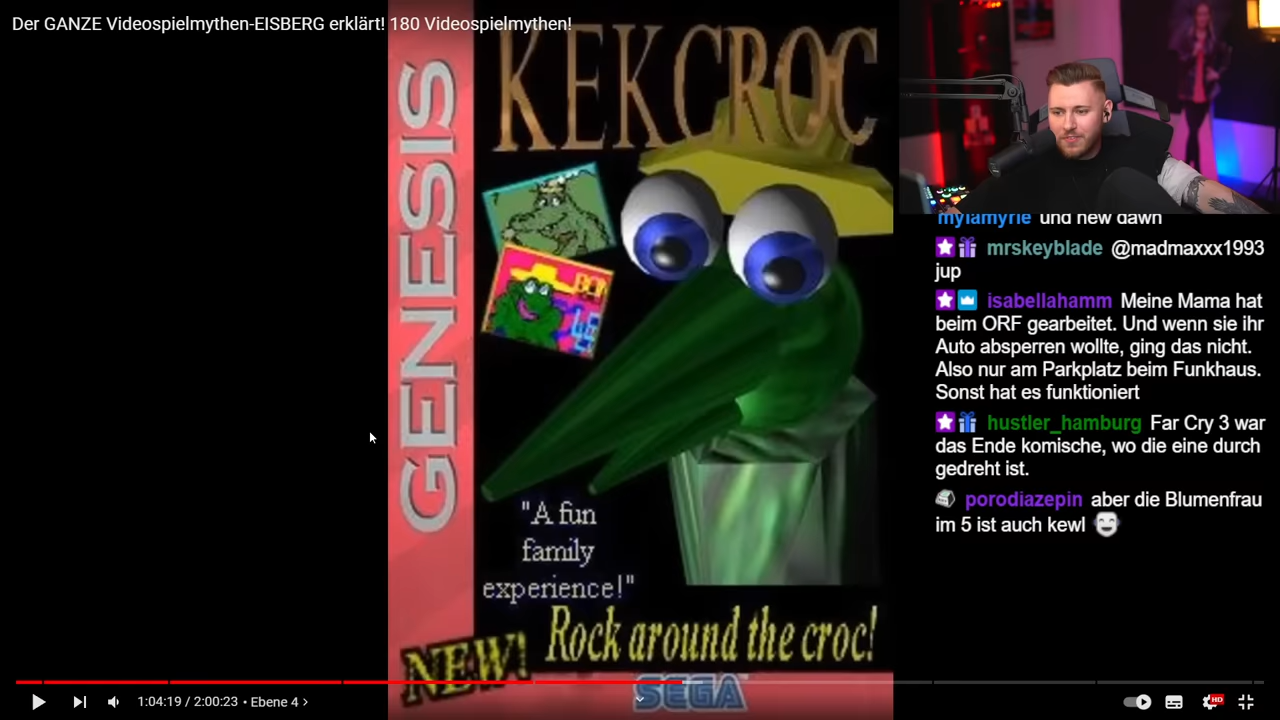 Der GANZE Videospielmythen-EISBERG erklärt! 180 Videospielmythen!
KEKCROC
GENESIS
"A fun
family
experience!"
Rock around the croc!
NEW!
SEGA
mylamyrie und new dawn
mrskeyblade @madmaxxx1993
jup
isabellahamm Meine Mama hat
beim ORF gearbeitet. Und wenn sie ihr
Auto absperren wollte, ging das nicht.
Also nur am Parkplatz beim Funkhaus.
Sonst hat es funktioniert
hustler_hamburg Far Cry 3 war
das Ende komische, wo die eine durch
gedreht ist.
porodiazepin aber die Blumenfrau
im 5 ist auch kewl
1:04:19 / 2:00:23 • Ebene 4
HD